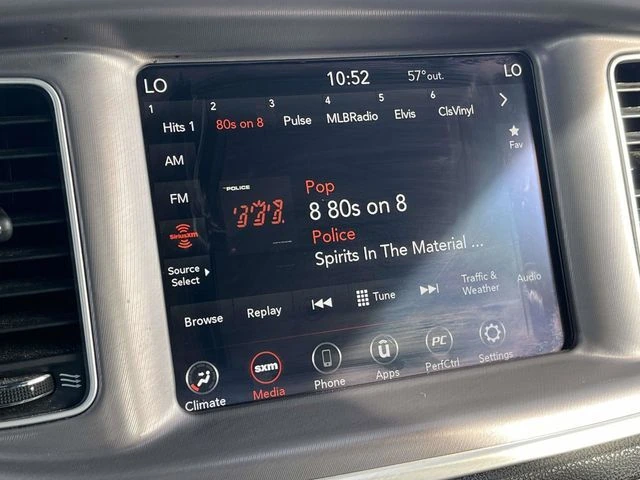 LO 10:52 57° out. LO
1 2 3 4 5 6
Hits 1 80s on 8 Pulse MLBRadio Elvis ClsVinyl
Fav
AM
FM
SiriusXM
Source
Select
POLICE
Pop
8 80s on 8
Police
Spirits In The Material ...
Browse Replay Tune Traffic &
Weather Audio
Climate
sxm
Media
Phone
Apps
PC
PerfCtrl
Settings